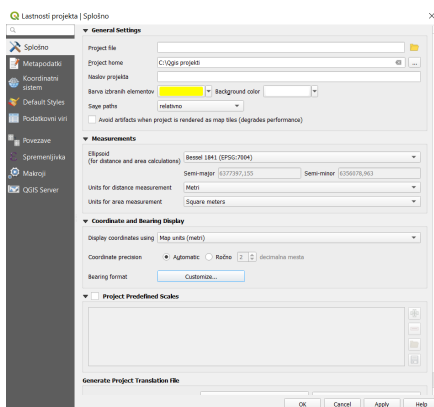 Lastnosti projekta | Splošno
Splošno
Metapodatki
Koordinatni
sistem
Default Styles
Podatkovni viri
Povezave
Spremenljivka
Makroji
QGIS Server
General Settings
Project file
Project home C:\Qgis projekti
Naslov projekta
Barva izbranih elementov Background color
Save paths relativno
Avoid artifacts when project is rendered as map tiles (degrades performance)
Measurements
Ellipsoid
(for distance and area calculations) Bessel 1841 (EPSG:7004)
Semi-major 6377397,155 Semi-minor 6356078,963
Units for distance measurement Metri
Units for area measurement Square meters
Coordinate and Bearing Display
Display coordinates using Map units (metri)
Coordinate precision Automatic Ročno 2 decimalna mesta
Bearing format Customize...
Project Predefined Scales
Generate Project Translation File
OK Cancel Apply Help